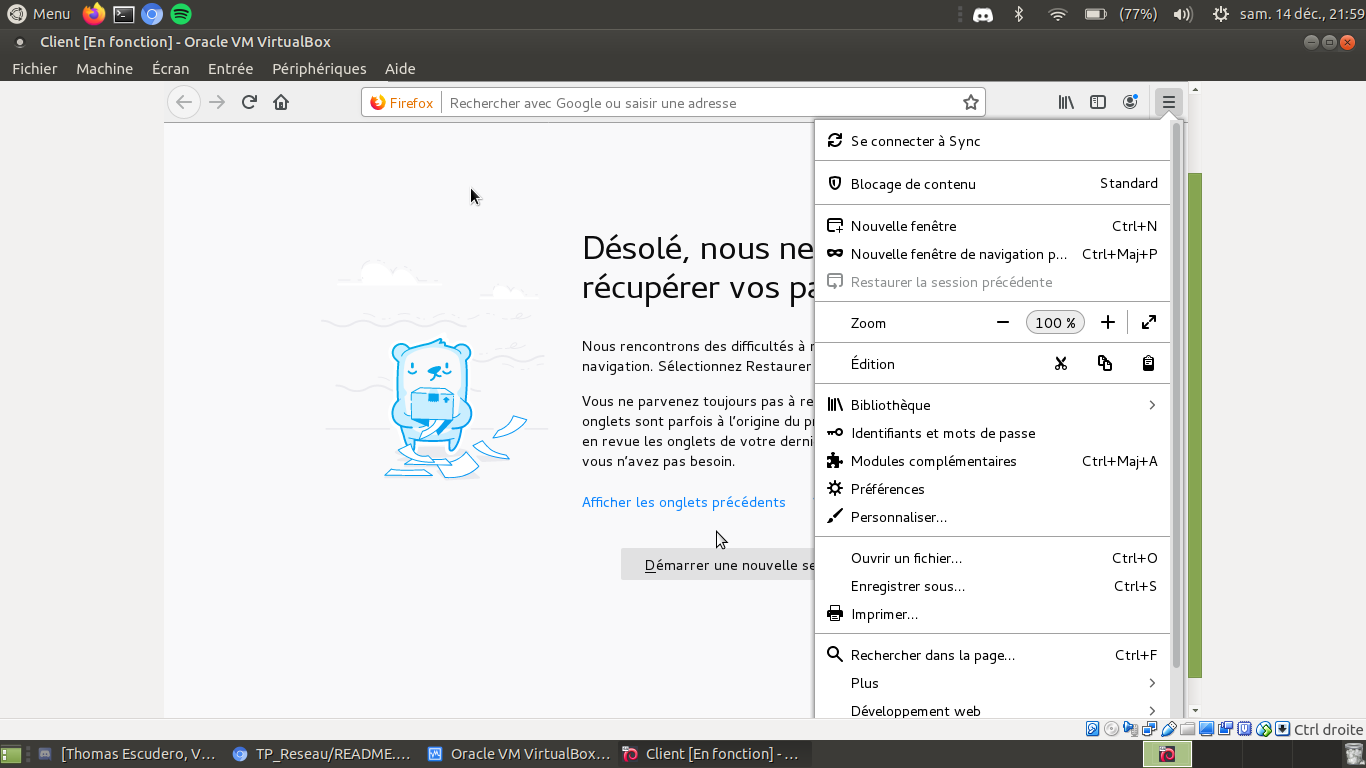 Menu (77%) sam. 14 déc., 21:59
Client [En fonction] - Oracle VM VirtualBox
Fichier Machine Écran Entrée Périphériques Aide
Firefox Rechercher avec Google ou saisir une adresse
Se connecter à Sync
Blocage de contenu Standard
Nouvelle fenêtre Ctrl+N
Nouvelle fenêtre de navigation p... Ctrl+Maj+P
Restaurer la session précédente
Zoom 100 %
Édition
Bibliothèque
Identifiants et mots de passe
Modules complémentaires Ctrl+Maj+A
Préférences
Personnaliser...
Ouvrir un fichier... Ctrl+O
Enregistrer sous... Ctrl+S
Imprimer...
Rechercher dans la page... Ctrl+F
Plus
Développement web
Désolé, nous ne
récupérer vos pa
Nous rencontrons des difficultés à r
navigation. Sélectionnez Restaurer
Vous ne parvenez toujours pas à re
onglets sont parfois à l'origine du pr
en revue les onglets de votre derni
vous n'avez pas besoin.
Afficher les onglets précédents
Démarrer une nouvelle se
Ctrl droite
[Thomas Escudero, V... TP_Reseau/README.... Oracle VM VirtualBox... Client [En fonction] - ...